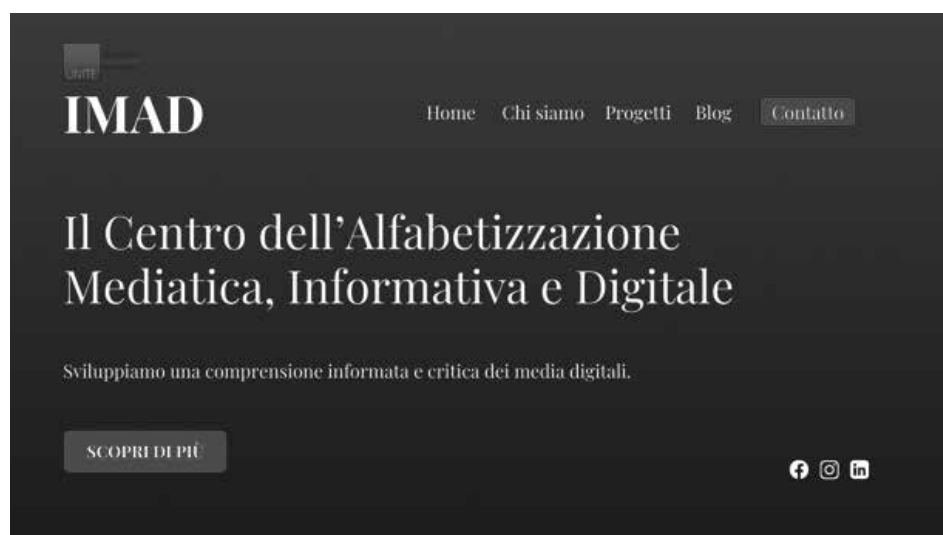 UNITE
IMAD
Home Chi siamo Progetti Blog Contatto
Il Centro dell’Alfabetizzazione
Mediatica, Informativa e Digitale
Sviluppiamo una comprensione informata e critica dei media digitali.
SCOPRI DI PIÙ